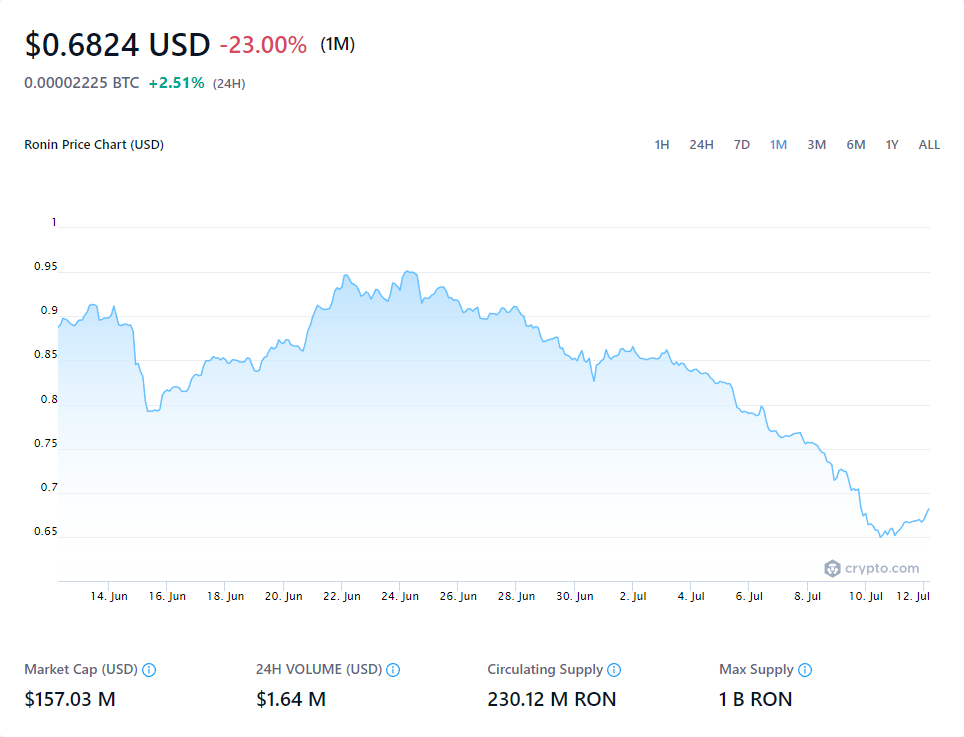 $0.6824 USD -23.00% (1M)
0.00002225 BTC +2.51% (24H)
Ronin Price Chart (USD) 1H 24H 7D 1M 3M 6M 1Y ALL
1
0.95
0.9
0.85
0.8
0.75
0.7
0.65
crypto.com
14. Jun 16. Jun 18. Jun 20. Jun 22. Jun 24. Jun 26. Jun 28. Jun 30. Jun 2. Jul 4. Jul 6. Jul 8. Jul 10. Jul 12. Jul
Market Cap (USD) 24H VOLUME (USD) Circulating Supply Max Supply
$157.03 M $1.64 M 230.12 M RON 1 B RON